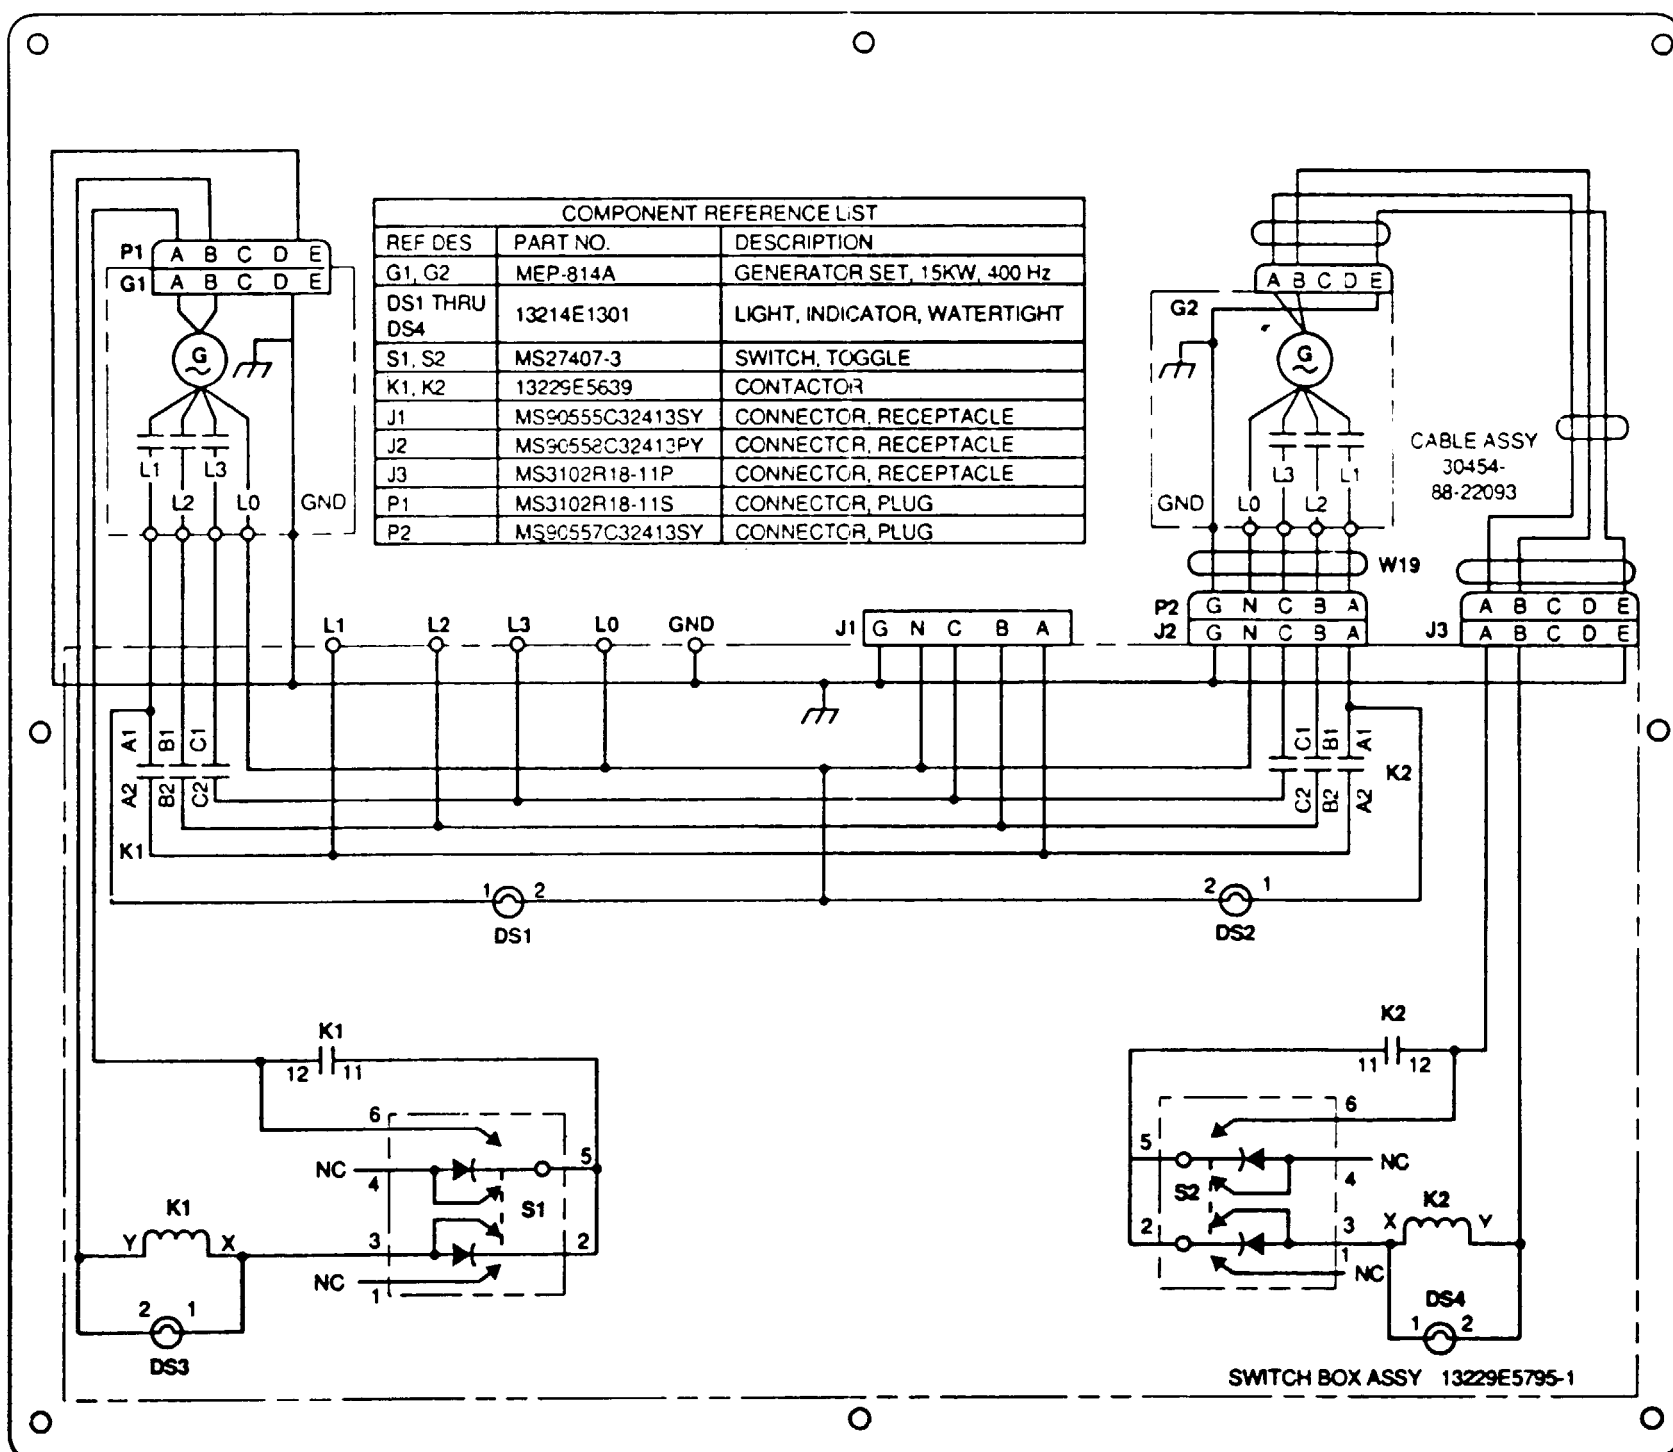 COMPONENT REFERENCE LIST
REF DES PART NO. DESCRIPTION
G1, G2 MEP-814A GENERATOR SET, 15KW, 400 Hz
DS1 THRU DS4 13214E1301 LIGHT, INDICATOR, WATERTIGHT
S1, S2 MS27407-3 SWITCH, TOGGLE
K1, K2 13229E5639 CONTACTOR
J1 MS90555C32413SY CONNECTOR, RECEPTACLE
J2 MS90558C32413PY CONNECTOR, RECEPTACLE
J3 MS3102R18-11P CONNECTOR, RECEPTACLE
P1 MS3102R18-11S CONNECTOR, PLUG
P2 MS90557C32413SY CONNECTOR, PLUG
P1 A B C D E
G1 A B C D E
G
L1 L3
L2 L0 GND
A B C D E
G2
G
L3 L1
GND L0 L2
CABLE ASSY
30454-
88-22093
W19
P2 G N C B A
J2 G N C B A
A B C D E
J3 A B C D E
L1 L2 L3 L0 GND
J1 G N C B A
A1 B1 C1
A2 B2 C2
K1
C1 B1 A1
K2
C2 B2 A2
1 2
DS1
2 1
DS2
K1
12 11
6
NC 4 5
S1
K1
Y X 3 2
NC 1
2 1
DS3
K2
11 12
6
5 NC
4
S2 K2
2 3 X Y
1 NC
DS4
1 2
SWITCH BOX ASSY 13229E5795-1